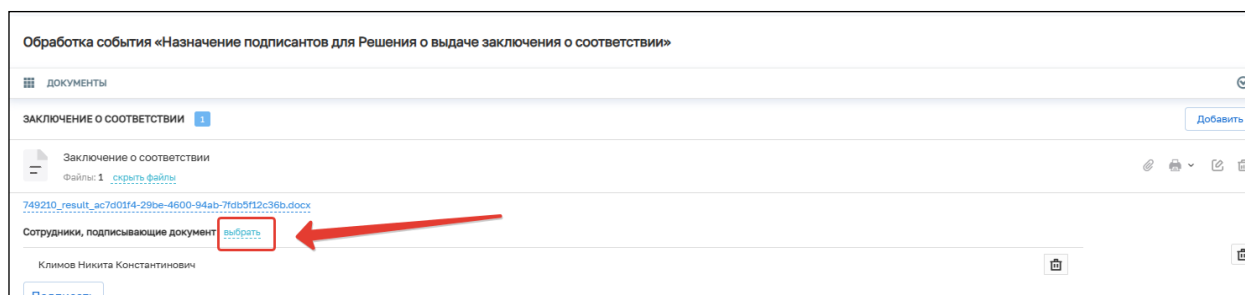 Обработка события «Назначение подписантов для Решения о выдаче заключения о соответствии»
ДОКУМЕНТЫ
ЗАКЛЮЧЕНИЕ О СООТВЕТСТВИИ 1
Добавить
Заключение о соответствии
Файлы: 1 скрыть файлы
749210_result_ac7d01f4-29be-4600-94ab-7fdb5f12c36b.docx
Сотрудники, подписывающие документ выбрать
Климов Никита Константинович
Подписать